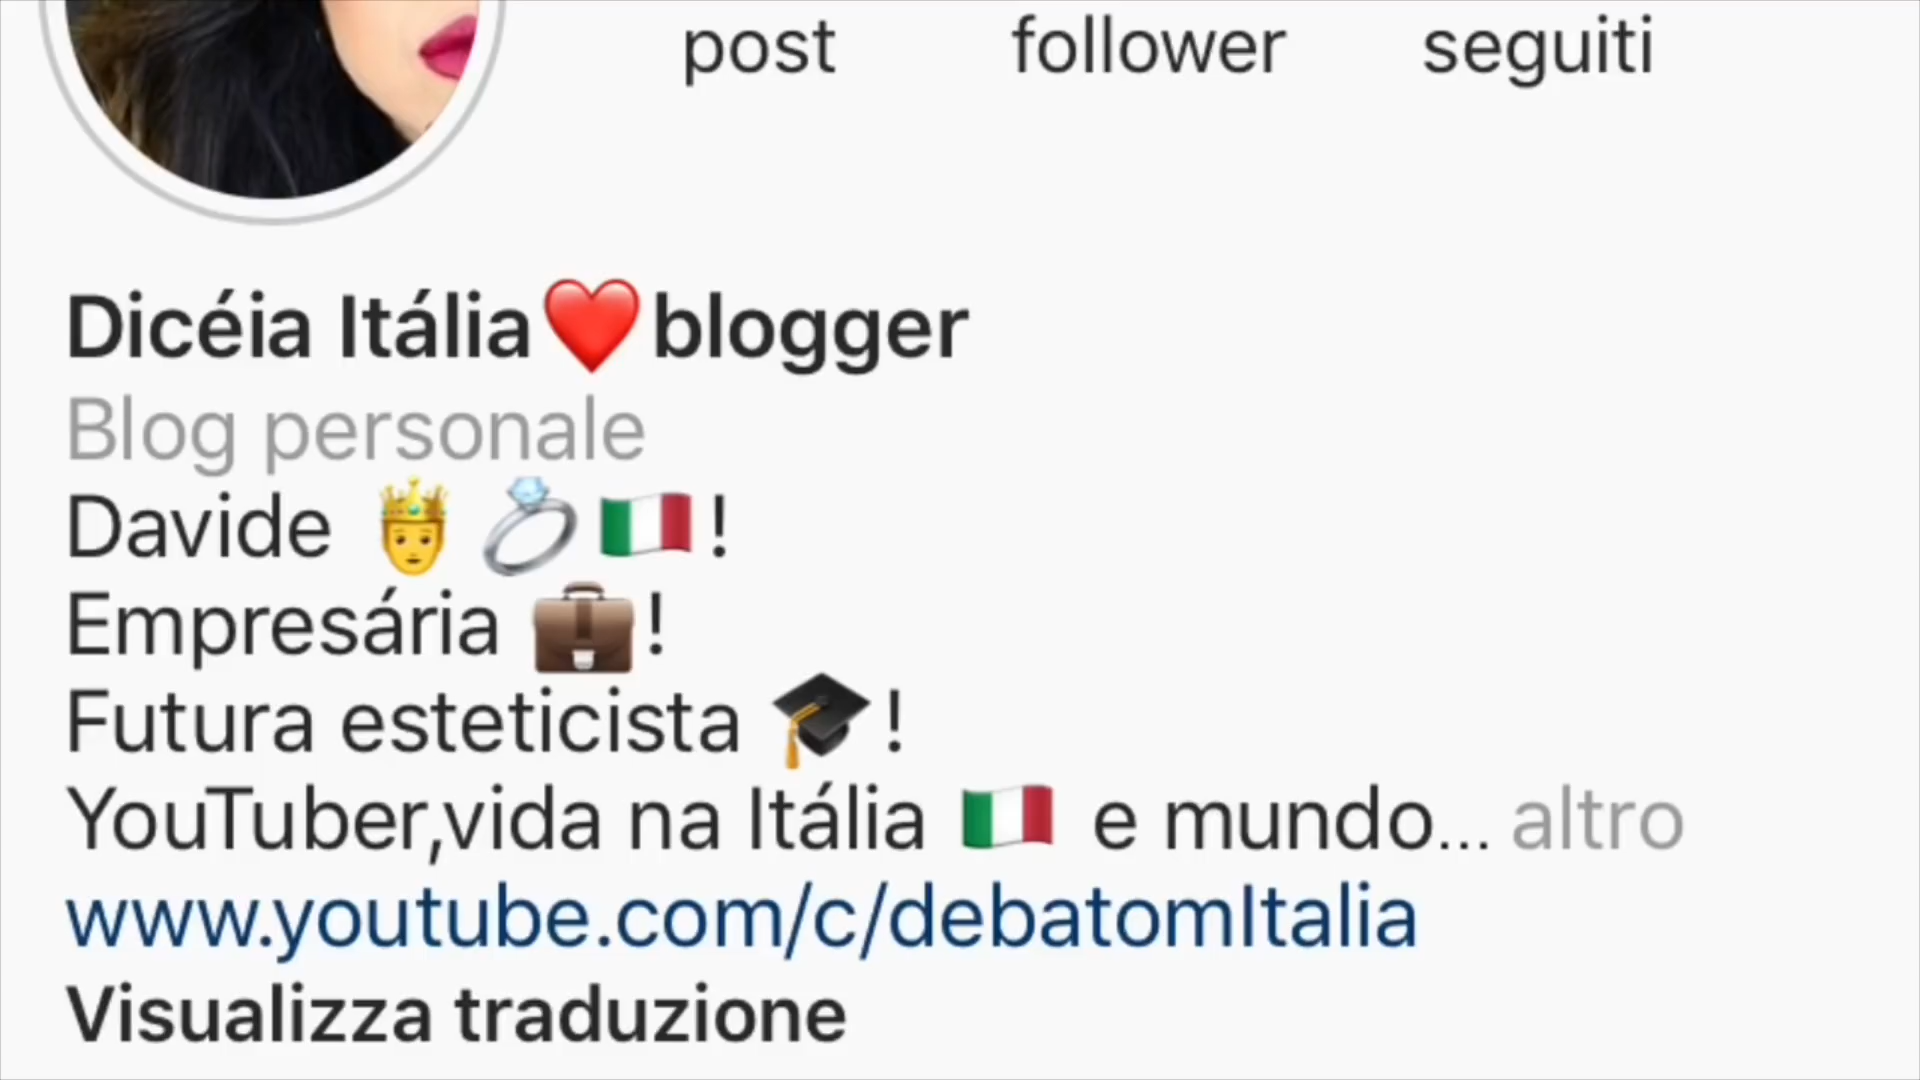 post follower seguiti
Dicéia Itália❤️blogger
Blog personale
Davide 🤴💍🇮🇹!
Empresária 💼!
Futura esteticista 🎓!
YouTuber,vida na Itália 🇮🇹 e mundo... altro
www.youtube.com/c/debatomItalia
Visualizza traduzione